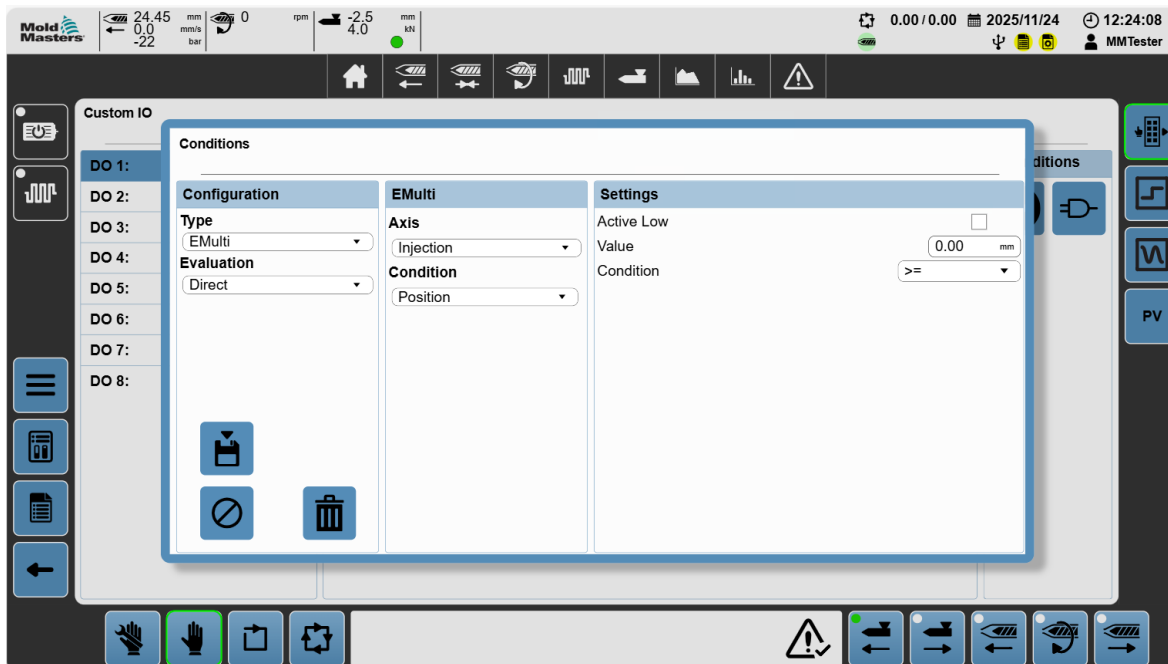 Mold
Masters
24.45 mm
0.0 mm/s
-22 bar
0 rpm
-2.5 mm
4.0 kN
0.00 / 0.00 2025/11/24 12:24:08
MMTester
Custom IO
Conditions
ditions
DO 1:
DO 2:
DO 3:
DO 4:
DO 5:
DO 6:
DO 7:
DO 8:
Configuration
Type
EMulti
Evaluation
Direct
EMulti
Axis
Injection
Condition
Position
Settings
Active Low
Value 0.00 mm
Condition >=
PV